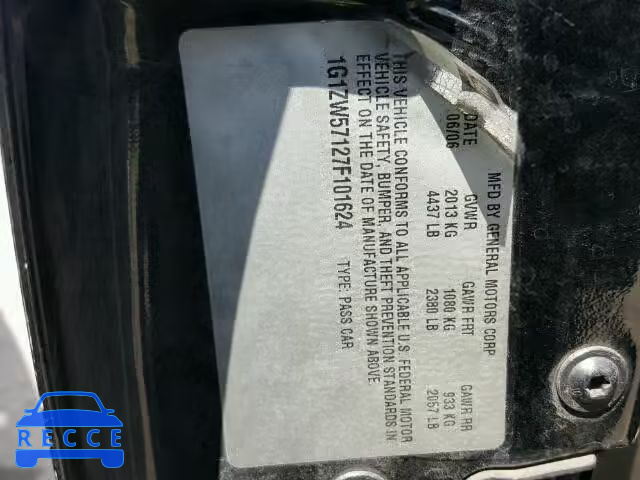 MFD BY GENERAL MOTORS CORP
DATE GVWR GAWR FRT GAWR RR
06/06 2013 KG 1080 KG 933 KG
4437 LB 2380 LB 2057 LB
THIS VEHICLE CONFORMS TO ALL APPLICABLE U.S. FEDERAL MOTOR
VEHICLE SAFETY, BUMPER, AND THEFT PREVENTION STANDARDS IN
EFFECT ON THE DATE OF MANUFACTURE SHOWN ABOVE.
1G1ZW57127F101624 TYPE: PASS CAR
RECCE